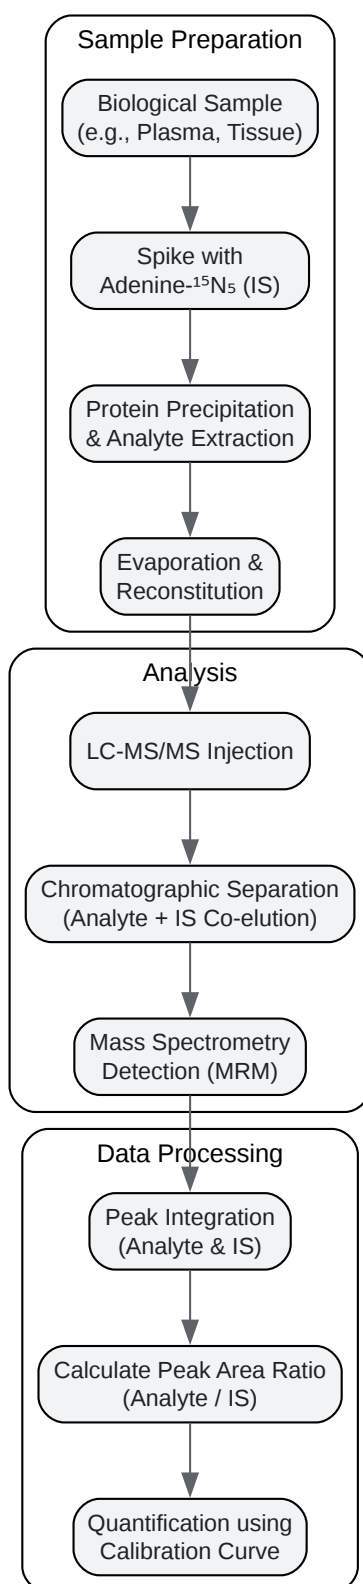 Sample Preparation
Biological Sample
(e.g., Plasma, Tissue)
Spike with
Adenine-¹⁵N₅ (IS)
Protein Precipitation
& Analyte Extraction
Evaporation &
Reconstitution
Analysis
LC-MS/MS Injection
Chromatographic Separation
(Analyte + IS Co-elution)
Mass Spectrometry
Detection (MRM)
Data Processing
Peak Integration
(Analyte & IS)
Calculate Peak Area Ratio
(Analyte / IS)
Quantification using
Calibration Curve